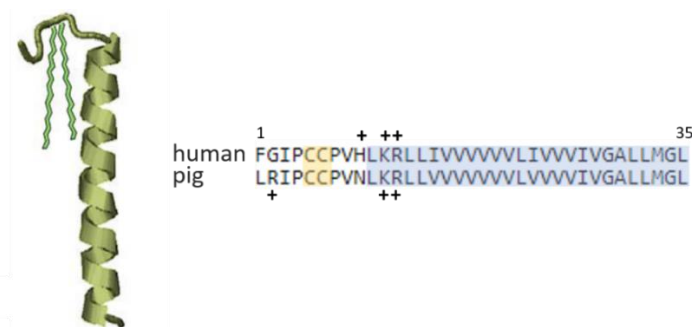 1 + ++ 35
human FGIPCCPVHLKRLLIVVVVVVLIVVVIVGALLMGL
pig LRIPCCPVNLKRLLVVVVVVVLVVVVIVGALLMGL
+ ++